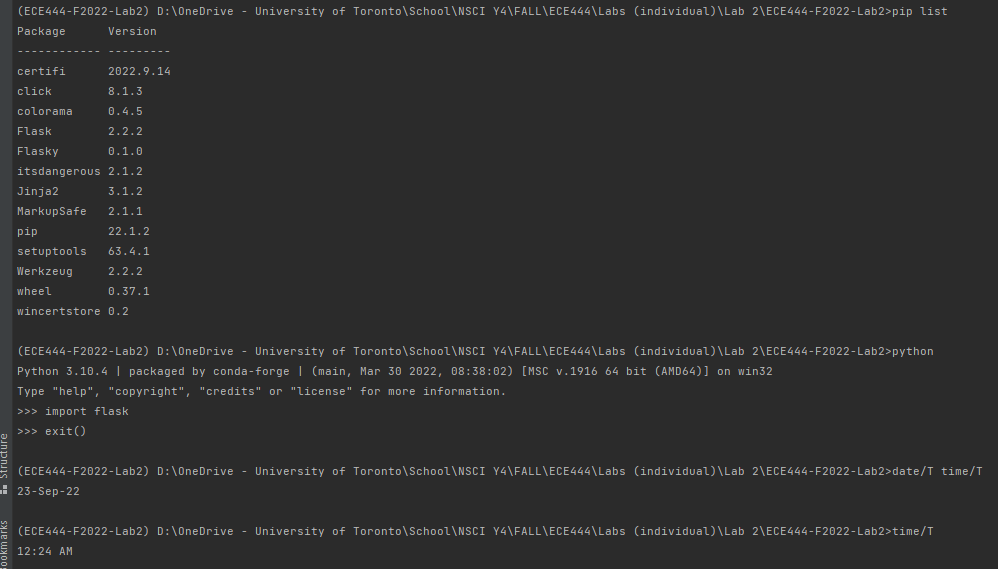 (ECE444-F2022-Lab2) D:\OneDrive - University of Toronto\School\NSCI Y4\FALL\ECE444\Labs (individual)\Lab 2\ECE444-F2022-Lab2>pip list
Package      Version
------------ ---------
certifi      2022.9.14
click        8.1.3
colorama     0.4.5
Flask        2.2.2
Flasky       0.1.0
itsdangerous 2.1.2
Jinja2       3.1.2
MarkupSafe   2.1.1
pip          22.1.2
setuptools   63.4.1
Werkzeug     2.2.2
wheel        0.37.1
wincertstore 0.2
(ECE444-F2022-Lab2) D:\OneDrive - University of Toronto\School\NSCI Y4\FALL\ECE444\Labs (individual)\Lab 2\ECE444-F2022-Lab2>python
Python 3.10.4 | packaged by conda-forge | (main, Mar 30 2022, 08:38:02) [MSC v.1916 64 bit (AMD64)] on win32
Type "help", "copyright", "credits" or "license" for more information.
>>> import flask
>>> exit()
(ECE444-F2022-Lab2) D:\OneDrive - University of Toronto\School\NSCI Y4\FALL\ECE444\Labs (individual)\Lab 2\ECE444-F2022-Lab2>date/T time/T
23-Sep-22
(ECE444-F2022-Lab2) D:\OneDrive - University of Toronto\School\NSCI Y4\FALL\ECE444\Labs (individual)\Lab 2\ECE444-F2022-Lab2>time/T
12:24 AM
Structure
ookmarks